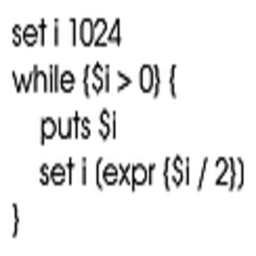 set i 1024
while {$i > 0} {
puts $i
set i (expr {$i / 2})
}